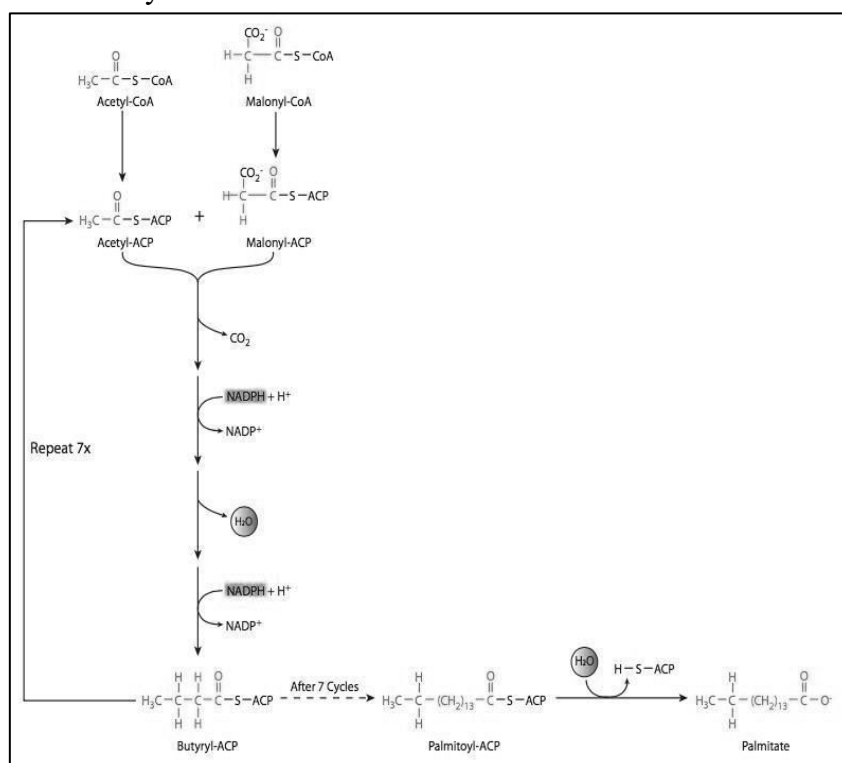 CO₂⁻ O
H–C–C–S–CoA
H
Malonyl-CoA
O
H₃C–C–S–CoA
Acetyl-CoA
CO₂⁻ O
H–C–C–S–ACP
H
Malonyl-ACP
O
H₃C–C–S–ACP
Acetyl-ACP
+
CO₂
NADPH + H⁺
NADP⁺
Repeat 7x
H₂O
NADPH + H⁺
NADP⁺
H H O
H₃C–C–C–C–S–ACP
H H
Butyryl-ACP
After 7 Cycles
H O
H₃C–C–(CH₂)₁₃–C–S–ACP
H
Palmitoyl-ACP
H₂O
H–S–ACP
H O
H₃C–C–(CH₂)₁₃–C–O⁻
H
Palmitate